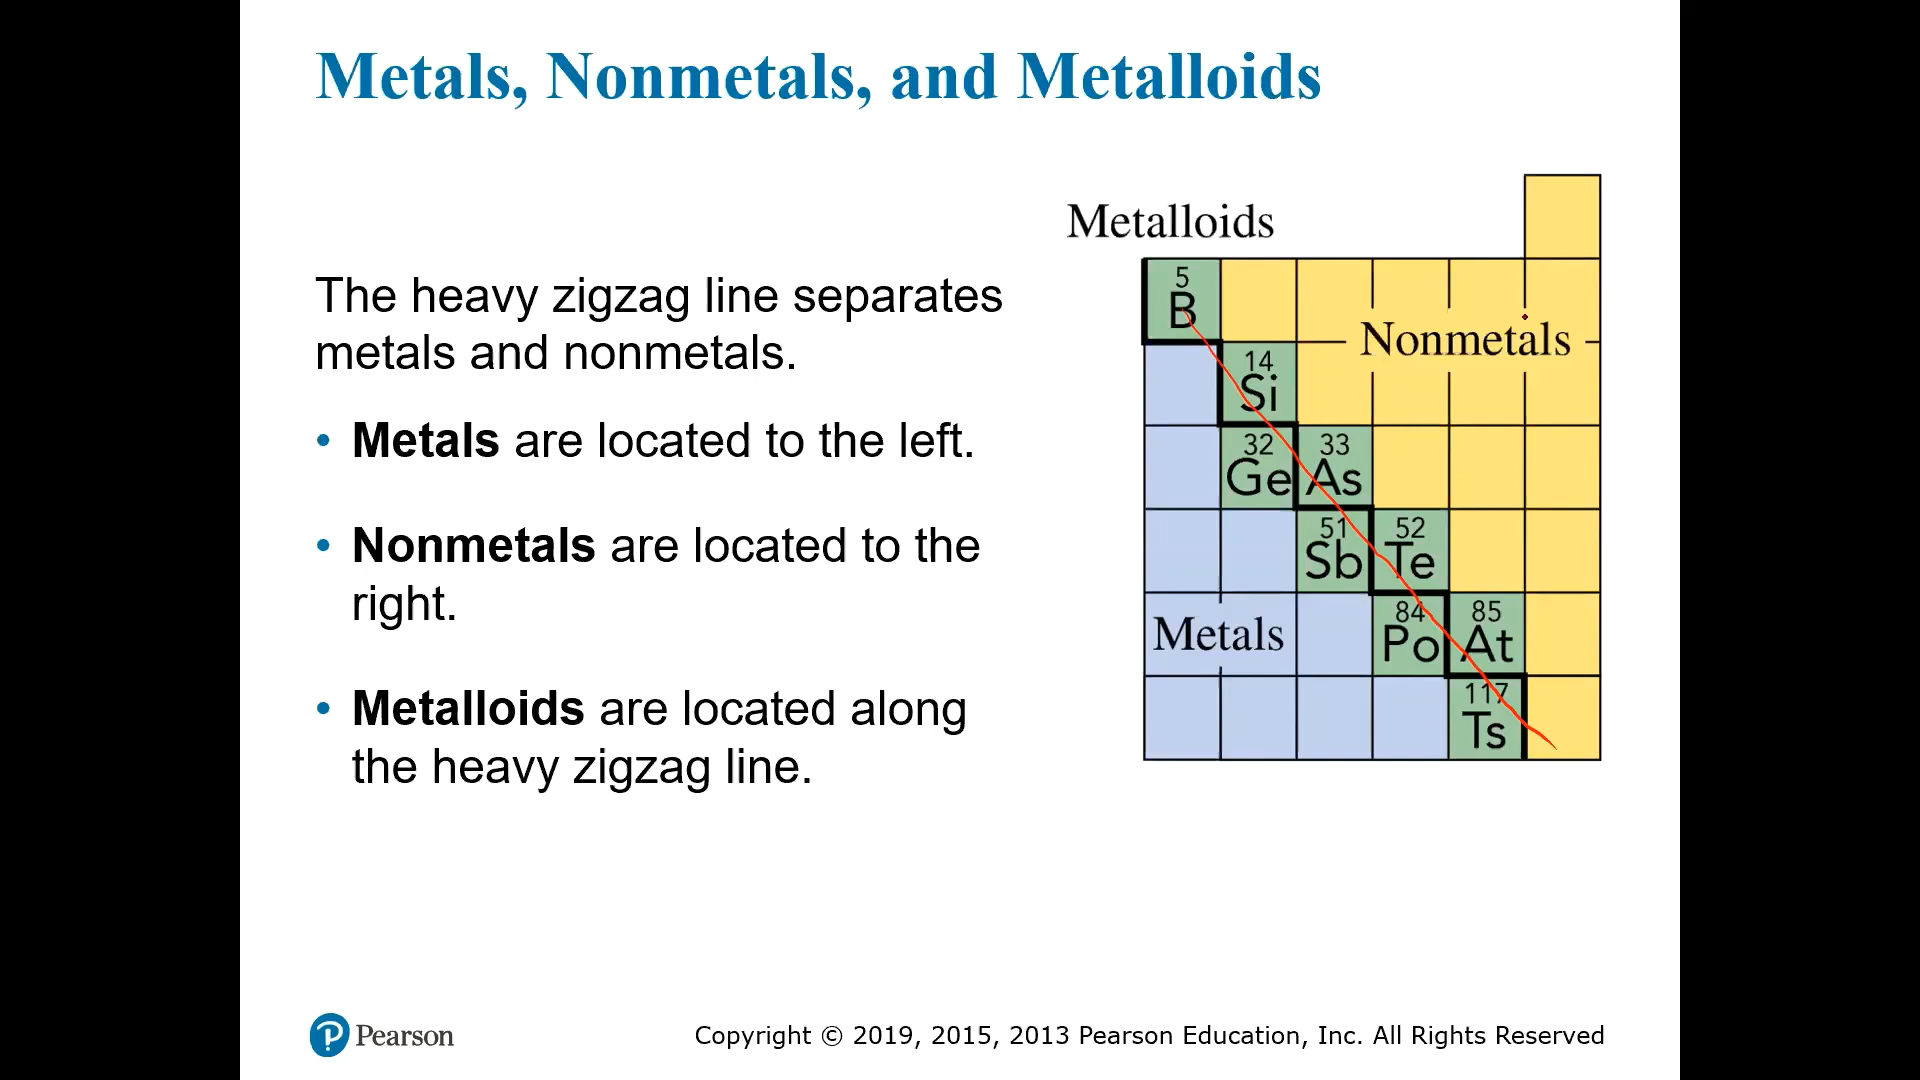 Metals, Nonmetals, and Metalloids
The heavy zigzag line separates
metals and nonmetals.
• Metals are located to the left.
• Nonmetals are located to the
right.
• Metalloids are located along
the heavy zigzag line.
Metalloids
5
B
Nonmetals
14
Si
32 33
Ge As
51 52
Sb Te
Metals
84 85
Po At
117
Ts
Pearson
Copyright © 2019, 2015, 2013 Pearson Education, Inc. All Rights Reserved